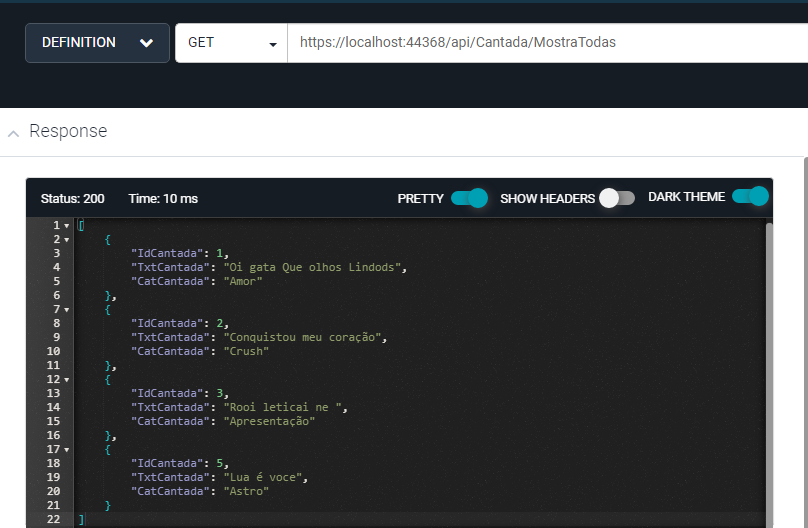 DEFINITION GET https://localhost:44368/api/Cantada/MostraTodas
Response
Status: 200 Time: 10 ms PRETTY SHOW HEADERS DARK THEME
1 [
2 {
3 "IdCantada": 1,
4 "TxtCantada": "Oi gata Que olhos Lindods",
5 "CatCantada": "Amor"
6 },
7 {
8 "IdCantada": 2,
9 "TxtCantada": "Conquistou meu coração",
10 "CatCantada": "Crush"
11 },
12 {
13 "IdCantada": 3,
14 "TxtCantada": "Rooi leticai ne ",
15 "CatCantada": "Apresentação"
16 },
17 {
18 "IdCantada": 5,
19 "TxtCantada": "Lua é voce",
20 "CatCantada": "Astro"
21 }
22 ]